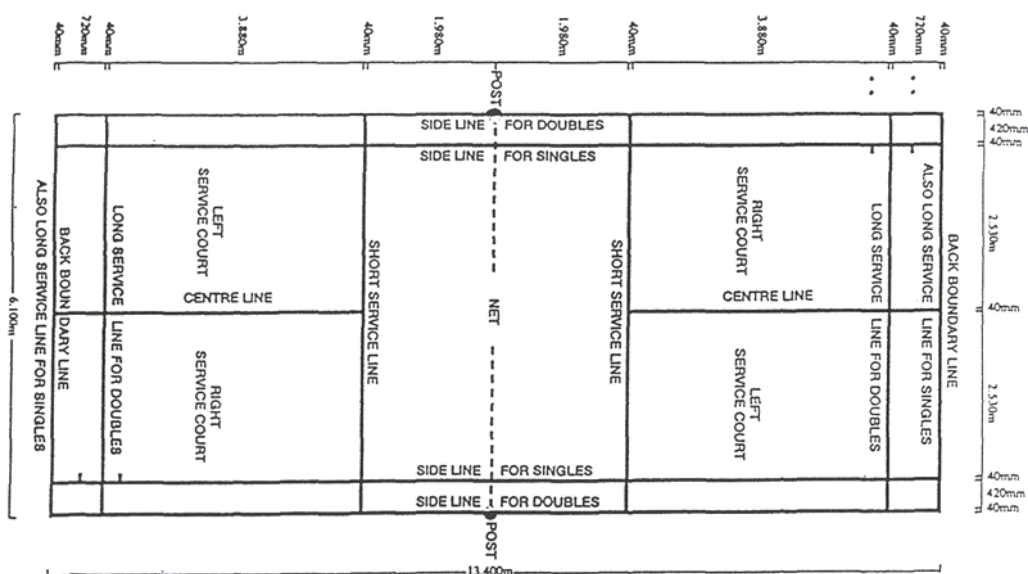 40mm
720mm
40mm
3.880m
40mm
1.980m
1.980m
40mm
3.880m
40mm
720mm
40mm
POST
SIDE LINE FOR DOUBLES
SIDE LINE FOR SINGLES
40mm
420mm
40mm
2.530m
40mm
2.530m
40mm
420mm
40mm
6.100m
ALSO LONG SERVICE LINE FOR SINGLES
BACK BOUNDARY LINE
LONG SERVICE LINE FOR DOUBLES
LEFT
SERVICE COURT
CENTRE LINE
RIGHT
SERVICE COURT
SHORT SERVICE LINE
NET
SHORT SERVICE LINE
RIGHT
SERVICE COURT
CENTRE LINE
LEFT
SERVICE COURT
LONG SERVICE LINE FOR DOUBLES
ALSO LONG SERVICE LINE FOR SINGLES
BACK BOUNDARY LINE
SIDE LINE FOR SINGLES
SIDE LINE FOR DOUBLES
POST
13.400m